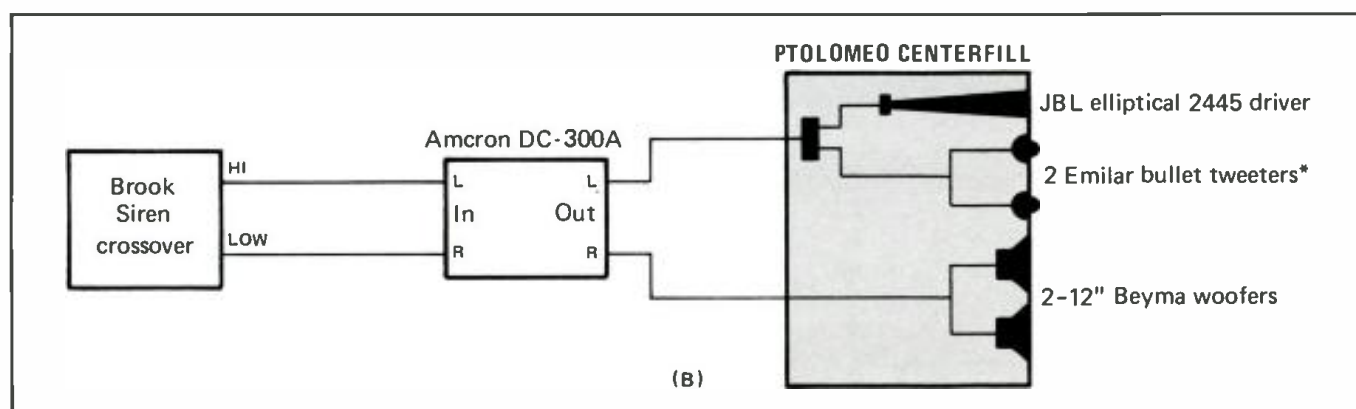 PTOLOMEO CENTERFILL
JBL elliptical 2445 driver
Amcron DC-300A
HI
L
L
2 Emilar bullet tweeters*
Brook
Siren
crossover
In
Out
LOW
R
R
2-12" Beyma woofers
(B)